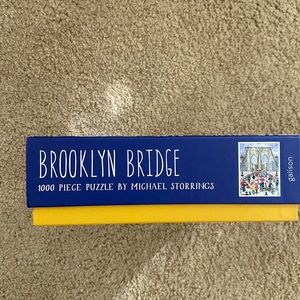 BROOKLYN BRIDGE
1000 PIECE PUZZLE BY MICHAEL STORRINGS
galison